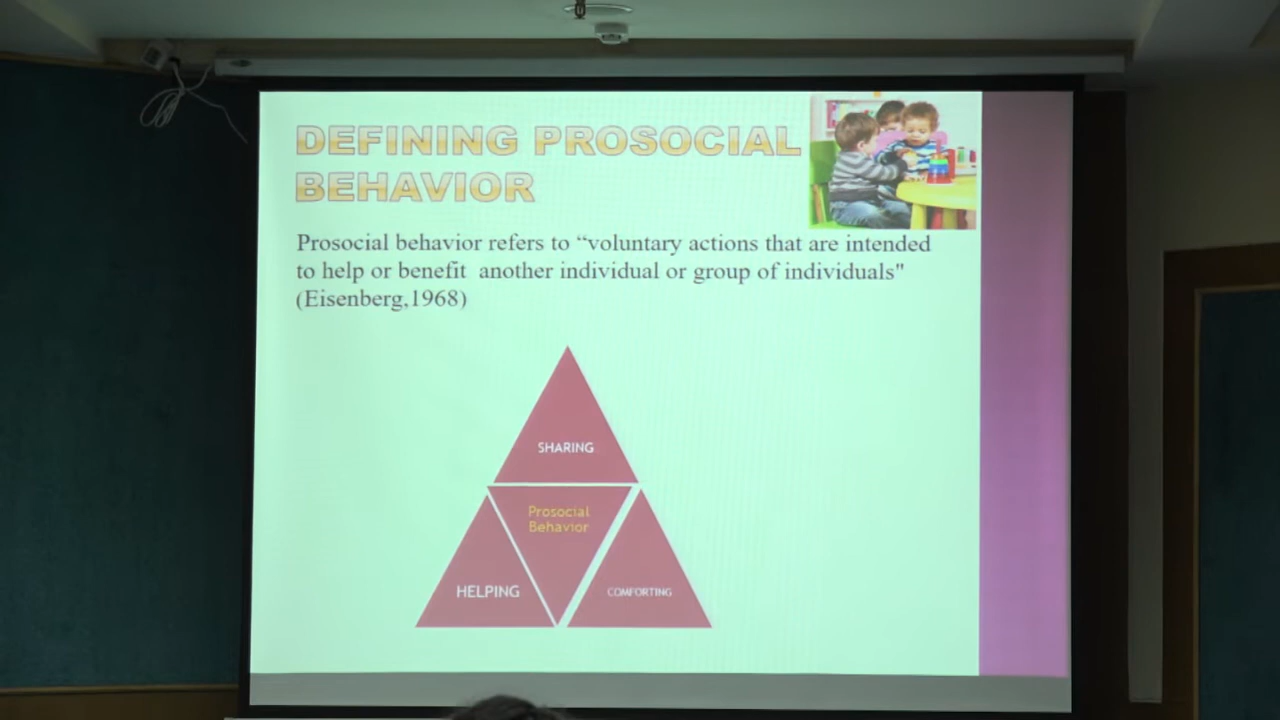 DEFINING PROSOCIAL
BEHAVIOR
Prosocial behavior refers to “voluntary actions that are intended
to help or benefit another individual or group of individuals"
(Eisenberg,1968)
SHARING
Prosocial
Behavior
HELPING
COMFORTING